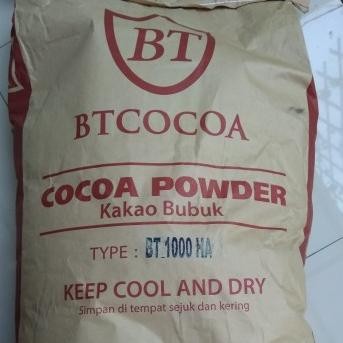 BT
BTCOCOA
COCOA POWDER
Kakao Bubuk
TYPE : BT 1000 NA
KEEP COOL AND DRY
Simpan di tempat sejuk dan kering